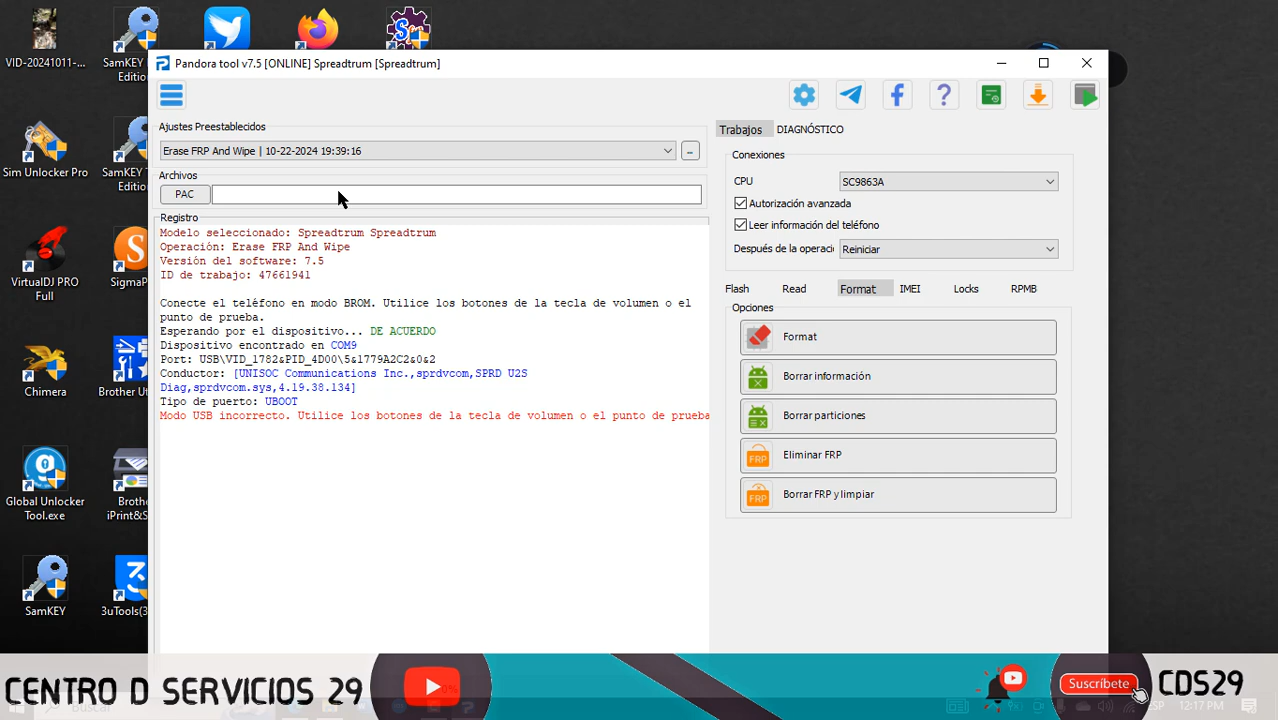 VID-20241011-...
SamKEY
Edition
Pandora tool v7.5 [ONLINE] Spreadtrum [Spreadtrum]
Ajustes Preestablecidos
Erase FRP And Wipe | 10-22-2024 19:39:16
..
Archivos
PAC
Registro
Modelo seleccionado: Spreadtrum Spreadtrum
Operación: Erase FRP And Wipe
Versión del software: 7.5
ID de trabajo: 47661941
Conecte el teléfono en modo BROM. Utilice los botones de la tecla de volumen o el
punto de prueba.
Esperando por el dispositivo... DE ACUERDO
Dispositivo encontrado en COM9
Port: USB\VID_1782&PID_4D00\5&1779A2C2&0&2
Conductor: [UNISOC Communications Inc.,sprdvcom,SPRD U2S
Diag,sprdvcom.sys,4.19.38.134]
Tipo de puerto: UBOOT
Modo USB incorrecto. Utilice los botones de la tecla de volumen o el punto de prueba
Trabajos
DIAGNÓSTICO
Conexiones
CPU
SC9863A
Autorización avanzada
Leer información del teléfono
Después de la operació
Reiniciar
Flash
Read
Format
IMEI
Locks
RPMB
Opciones
Format
Borrar información
Borrar particiones
FRP
Eliminar FRP
FRP
Borrar FRP y limpiar
Sim Unlocker Pro
SamKEY T
Edition
VirtualDJ PRO
Full
SigmaP
Chimera
Brother Ut
Global Unlocker
Tool.exe
Brothe
iPrint&S
SamKEY
3uTools(3
CENTRO D SERVICIOS 29
Suscríbete
CDS29
Buscar
ESP
12:17 PM